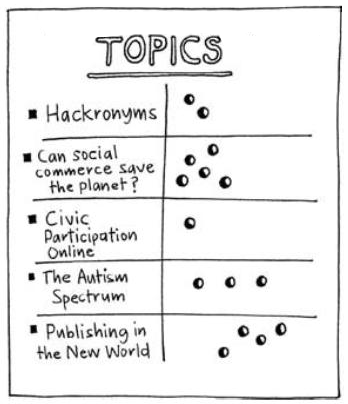 TOPICS
Hackronyms
Can social
commerce save
the planet?
Civic
Participation
Online
The Autism
Spectrum
Publishing in
the New World